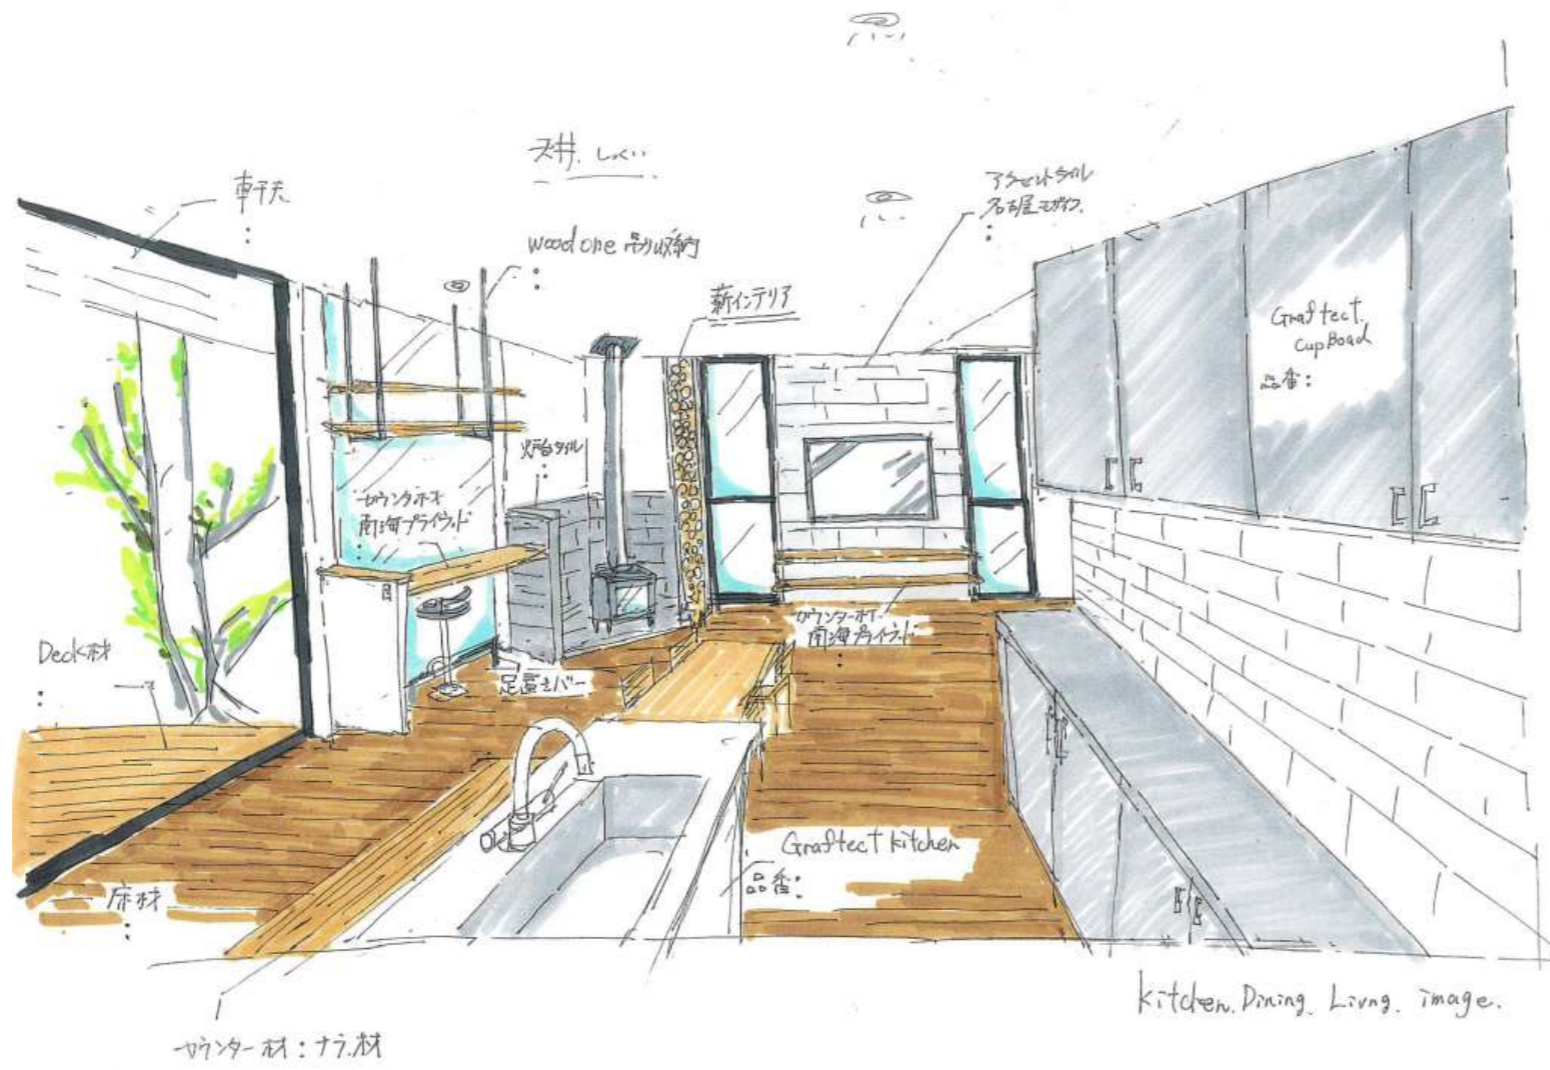 天井. しっくい
軒天
:
wood one 吊り収納
:
アクセントタイル
名古屋モザイク.
:
薪インテリア
Graftect.
CupBoad
品番:
炉台タイル
:
カウンター材
南海プライウッド
:
Deck材
:
足置きバー
カウンター材
南海プライウッド
:
Graftect kitchen
品番:
床材
:
カウンター材:ナラ.材
kitchen. Dining. Livng. image.